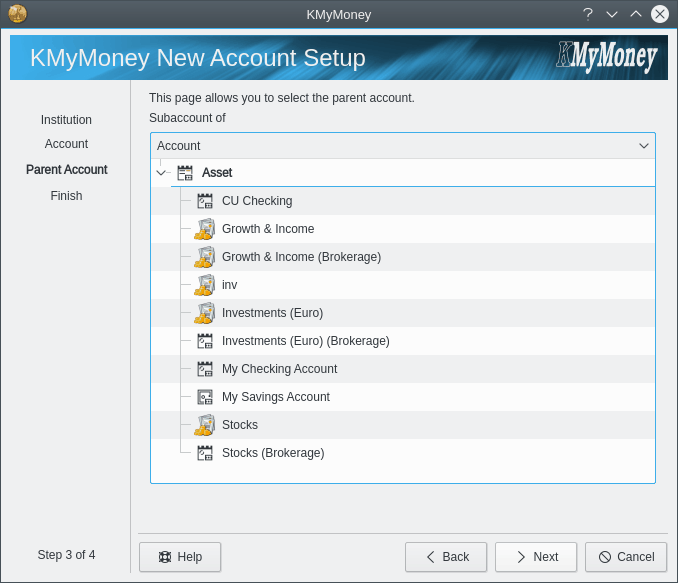 KMyMoney
KMyMoney New Account Setup
KMyMoney
Institution
Account
Parent Account
Finish
Step 3 of 4
This page allows you to select the parent account.
Subaccount of
Account
Asset
CU Checking
Growth & Income
Growth & Income (Brokerage)
inv
Investments (Euro)
Investments (Euro) (Brokerage)
My Checking Account
My Savings Account
Stocks
Stocks (Brokerage)
Help
Back
Next
Cancel